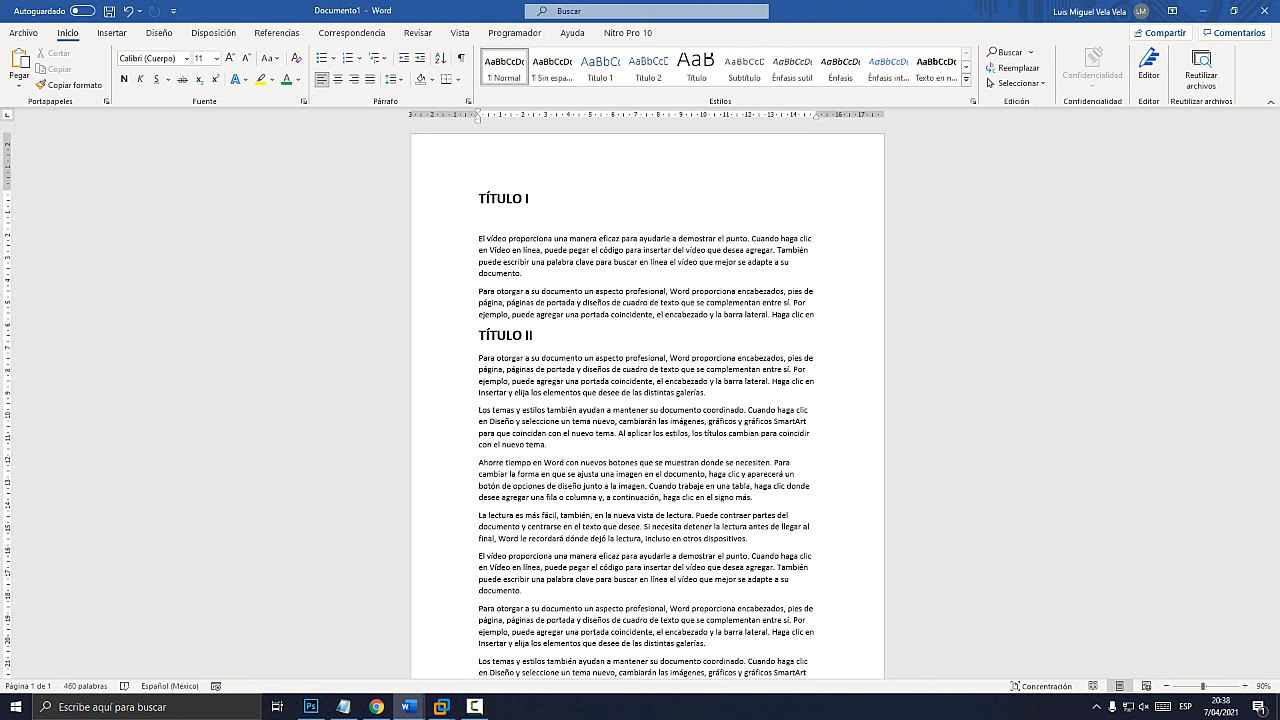 Autoguardado
Documento1 - Word
Buscar
Luis Miguel Vela Vela
LM
Archivo Inicio Insertar Diseño Disposición Referencias Correspondencia Revisar Vista Programador Ayuda Nitro Pro 10
Compartir
Comentarios
Pegar
Cortar
Copiar
Copiar formato
Portapapeles
Calibri (Cuerpo) 11
Fuente
Párrafo
AaBbCcDc AaBbCcDc AaBbCc AaBbCcD AaB AaBbCcD AaBbCcDc AaBbCcDc AaBbCcDc AaBbCcDc
¶ Normal ¶ Sin espa... Título 1 Título 2 Título Subtítulo Énfasis sutil Énfasis Énfasis int... Texto en n...
Estilos
Buscar
Reemplazar
Seleccionar
Edición
Confidencialidad
Confidencialidad
Editor
Editor
Reutilizar archivos
Reutilizar archivos
TÍTULO I
El vídeo proporciona una manera eficaz para ayudarle a demostrar el punto. Cuando haga clic
en Vídeo en línea, puede pegar el código para insertar del vídeo que desea agregar. También
puede escribir una palabra clave para buscar en línea el vídeo que mejor se adapte a su
documento.
Para otorgar a su documento un aspecto profesional, Word proporciona encabezados, pies de
página, páginas de portada y diseños de cuadro de texto que se complementan entre sí. Por
ejemplo, puede agregar una portada coincidente, el encabezado y la barra lateral. Haga clic en
TÍTULO II
Para otorgar a su documento un aspecto profesional, Word proporciona encabezados, pies de
página, páginas de portada y diseños de cuadro de texto que se complementan entre sí. Por
ejemplo, puede agregar una portada coincidente, el encabezado y la barra lateral. Haga clic en
Insertar y elija los elementos que desee de las distintas galerías.
Los temas y estilos también ayudan a mantener su documento coordinado. Cuando haga clic
en Diseño y seleccione un tema nuevo, cambiarán las imágenes, gráficos y gráficos SmartArt
para que coincidan con el nuevo tema. Al aplicar los estilos, los títulos cambian para coincidir
con el nuevo tema.
Ahorre tiempo en Word con nuevos botones que se muestran donde se necesiten. Para
cambiar la forma en que se ajusta una imagen en el documento, haga clic y aparecerá un
botón de opciones de diseño junto a la imagen. Cuando trabaje en una tabla, haga clic donde
desee agregar una fila o columna y, a continuación, haga clic en el signo más.
La lectura es más fácil, también, en la nueva vista de lectura. Puede contraer partes del
documento y centrarse en el texto que desee. Si necesita detener la lectura antes de llegar al
final, Word le recordará dónde dejó la lectura, incluso en otros dispositivos.
El vídeo proporciona una manera eficaz para ayudarle a demostrar el punto. Cuando haga clic
en Vídeo en línea, puede pegar el código para insertar del vídeo que desea agregar. También
puede escribir una palabra clave para buscar en línea el vídeo que mejor se adapte a su
documento.
Para otorgar a su documento un aspecto profesional, Word proporciona encabezados, pies de
página, páginas de portada y diseños de cuadro de texto que se complementan entre sí. Por
ejemplo, puede agregar una portada coincidente, el encabezado y la barra lateral. Haga clic en
Insertar y elija los elementos que desee de las distintas galerías.
Los temas y estilos también ayudan a mantener su documento coordinado. Cuando haga clic
en Diseño y seleccione un tema nuevo, cambiarán las imágenes, gráficos y gráficos SmartArt
Página 1 de 1 460 palabras Español (México)
Concentración
90%
Escribe aquí para buscar
ESP
20:38
7/04/2021